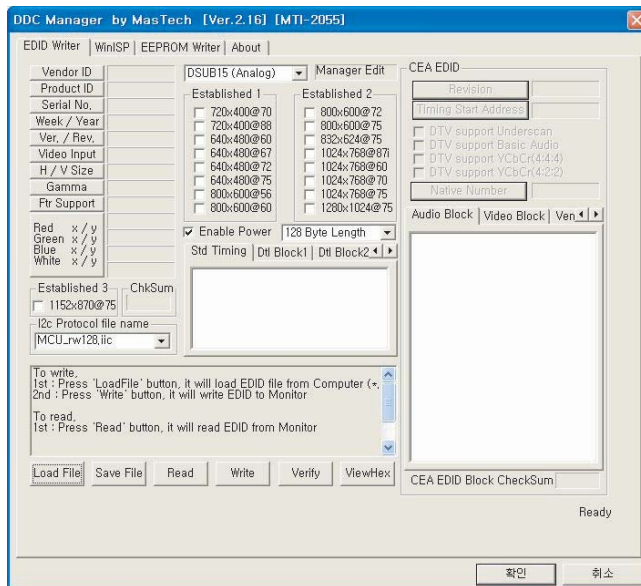 DDC Manager by MasTech [Ver.2.16] [MTI-2055]
EDID Writer
WinISP
EEPROM Writer
About
Vendor ID
Product ID
Serial No.
Week / Year
Ver. / Rev.
Video Input
H / V Size
Gamma
Ftr Support
Red x / y
Green x / y
Blue x / y
White x / y
Established 3
1152x870@75
ChkSum
I2c Protocol file name
MCU_rw128.iic
DSUB15 (Analog)
Manager Edit
Established 1
720x400@70
720x400@88
640x480@60
640x480@67
640x480@72
640x480@75
800x600@56
800x600@60
Established 2
800x600@72
800x600@75
832x624@75
1024x768@87i
1024x768@60
1024x768@70
1024x768@75
1280x1024@75
Enable Power
128 Byte Length
Std Timing
Dtl Block1
Dtl Block2
CEA EDID
Revision
Timing Start Address
DTV support Underscan
DTV support Basic Audio
DTV support YCbCr(4:4:4)
DTV support YCbCr(4:2:2)
Native Number
Audio Block
Video Block
Ven
CEA EDID Block CheckSum
To write,
1st : Press 'LoadFile' button, it will load EDID file from Computer (*.
2nd : Press 'Write' button, it will write EDID to Monitor
To read,
1st : Press 'Read' button, it will read EDID from Monitor
Load File
Save File
Read
Write
Verify
ViewHex
Ready
확인
취소